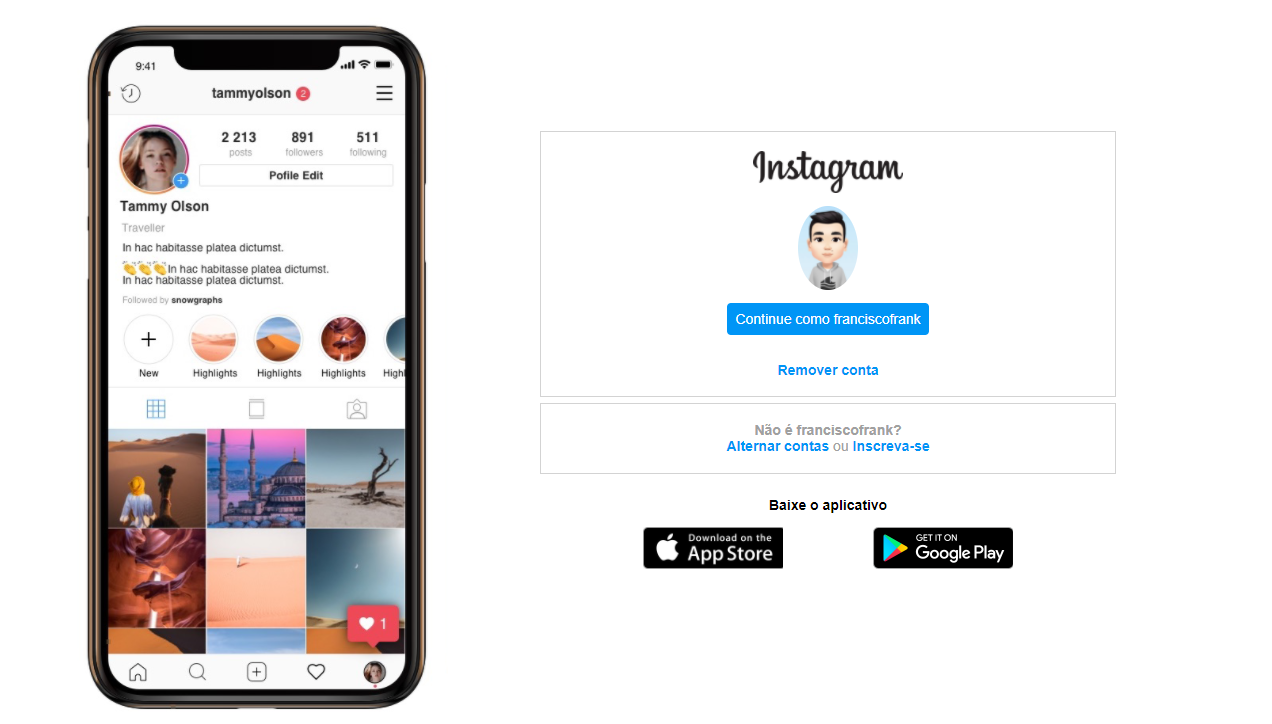 9:41
tammyolson 2
2 213 891 511
posts followers following
Pofile Edit
Tammy Olson
Traveller
In hac habitasse platea dictumst.
👏👏👏In hac habitasse platea dictumst.
In hac habitasse platea dictumst.
Followed by snowgraphs
New Highlights Highlights Highlights Highl
1
Instagram
Continue como franciscofrank
Remover conta
Não é franciscofrank?
Alternar contas ou Inscreva-se
Baixe o aplicativo
Download on the
App Store
GET IT ON
Google Play